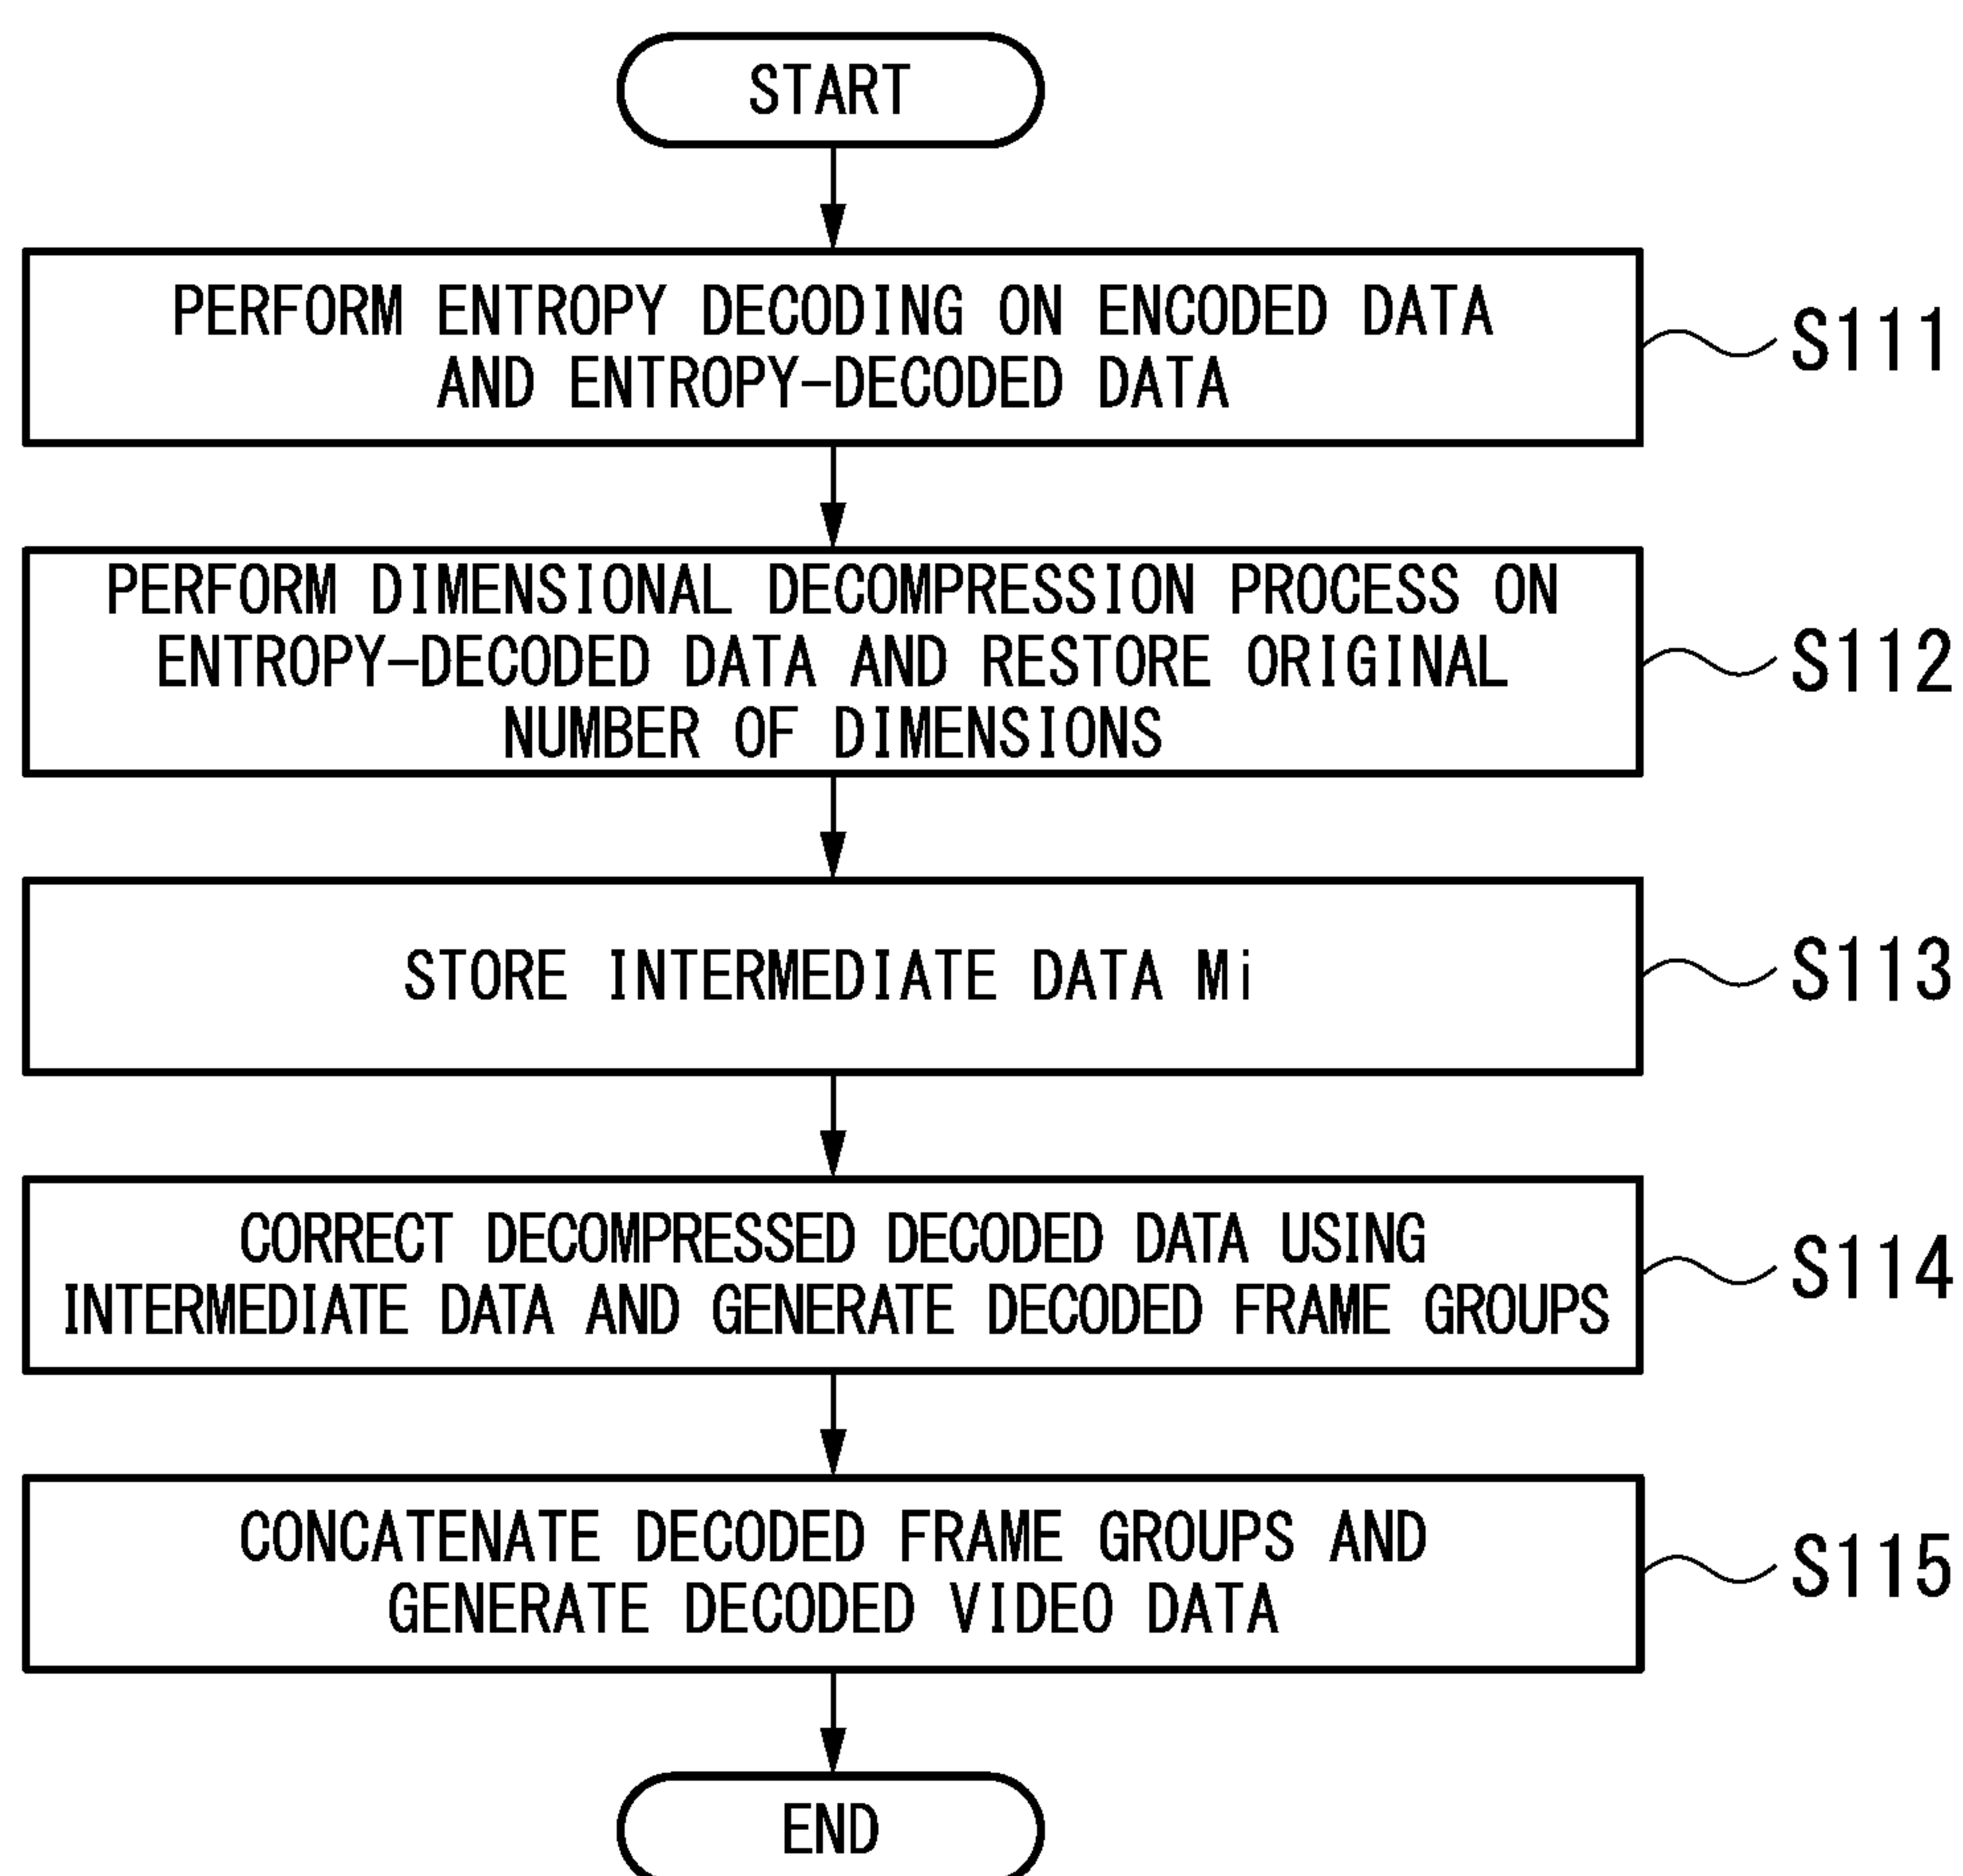 START
PERFORM ENTROPY DECODING ON ENCODED DATA
AND ENTROPY-DECODED DATA
S111
PERFORM DIMENSIONAL DECOMPRESSION PROCESS ON
ENTROPY-DECODED DATA AND RESTORE ORIGINAL
NUMBER OF DIMENSIONS
S112
STORE INTERMEDIATE DATA Mi
S113
CORRECT DECOMPRESSED DECODED DATA USING
INTERMEDIATE DATA AND GENERATE DECODED FRAME GROUPS
S114
CONCATENATE DECODED FRAME GROUPS AND
GENERATE DECODED VIDEO DATA
S115
END